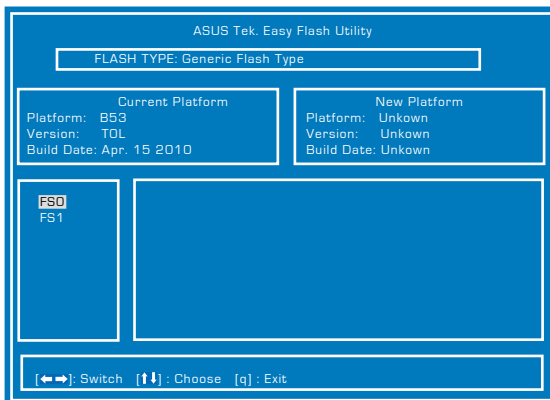 ASUS Tek. Easy Flash Utility
FLASH TYPE: Generic Flash Type
Current Platform
Platform: B53
Version: TOL
Build Date: Apr. 15 2010
New Platform
Platform: Unkown
Version: Unkown
Build Date: Unkown
FS0
FS1
[←→]: Switch [↑↓] : Choose [q] : Exit